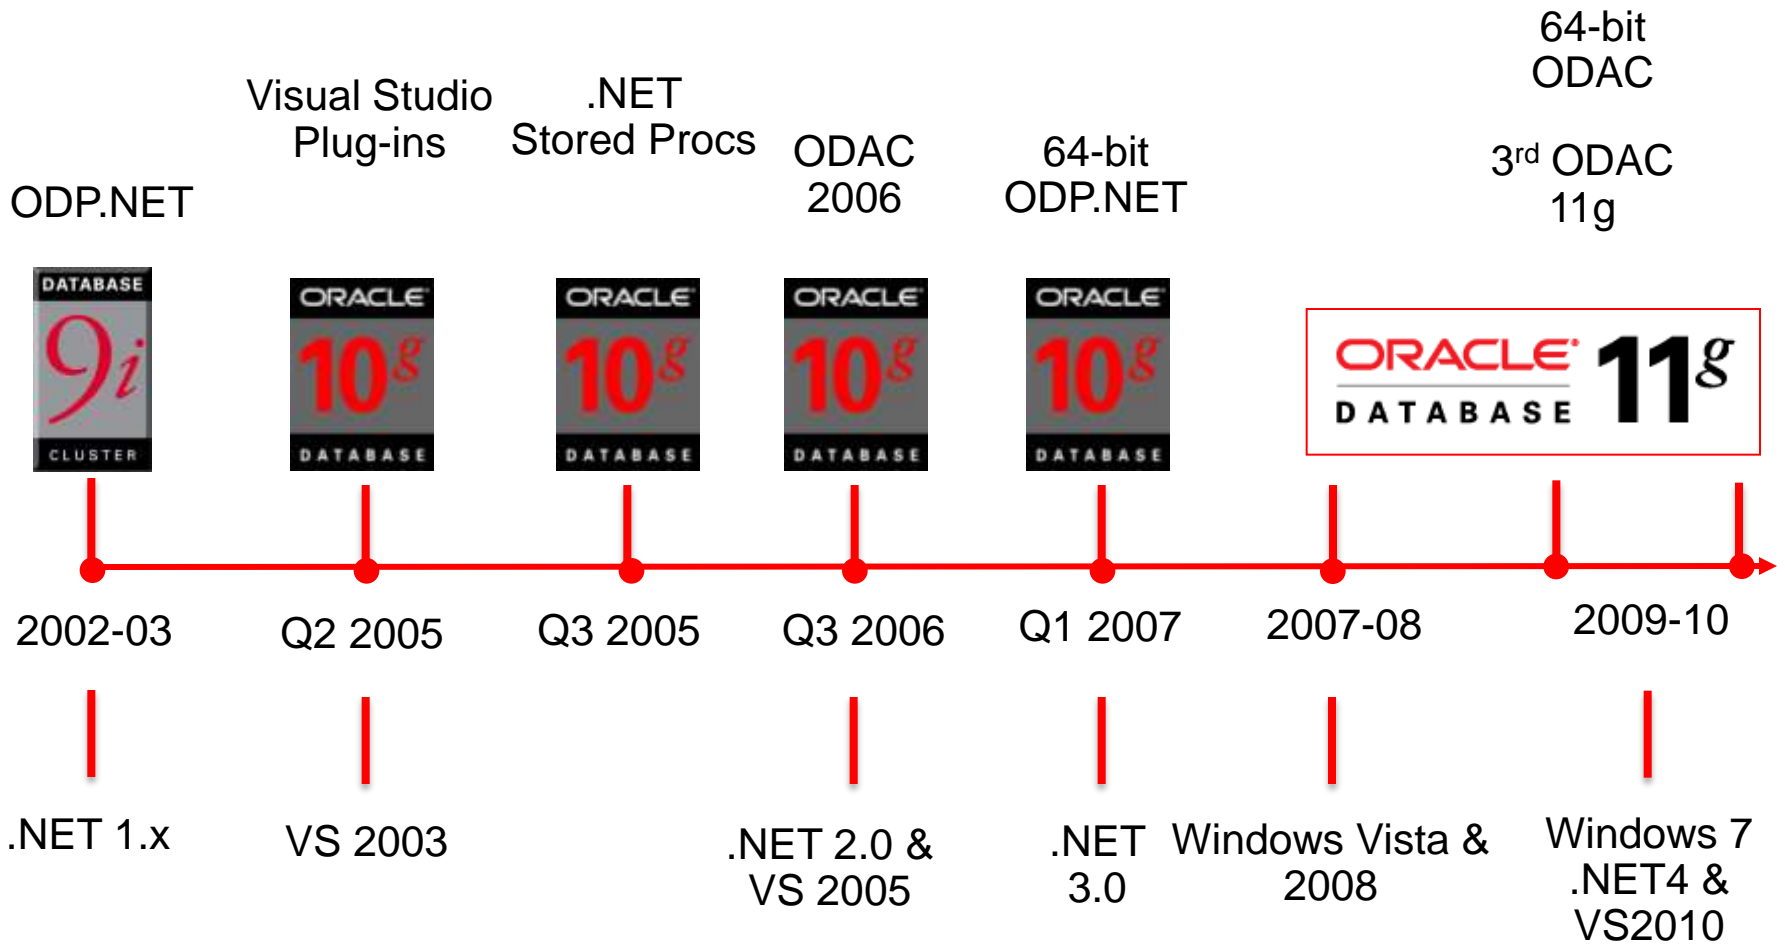 64-bit
ODAC
Visual Studio
Plug-ins
.NET
Stored Procs
ODAC
2006
64-bit
ODP.NET
3rd ODAC
11g
ODP.NET
DATABASE
9i
CLUSTER
ORACLE
10g
DATABASE
ORACLE
10g
DATABASE
ORACLE
10g
DATABASE
ORACLE
10g
DATABASE
ORACLE
DATABASE
11g
2002-03
Q2 2005
Q3 2005
Q3 2006
Q1 2007
2007-08
2009-10
.NET 1.x
VS 2003
.NET 2.0 &
VS 2005
.NET
3.0
Windows Vista &
2008
Windows 7
.NET4 &
VS2010